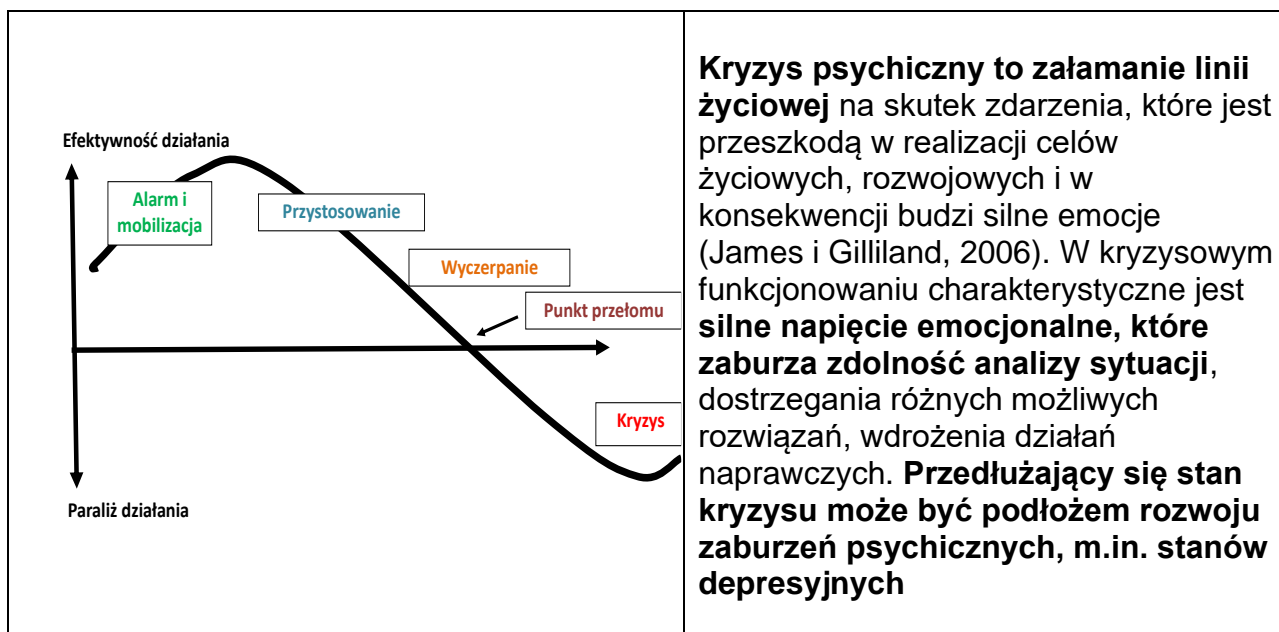 Efektywność działania
Alarm i
mobilizacja
Przystosowanie
Wyczerpanie
Punkt przełomu
Kryzys
Paraliż działania
Kryzys psychiczny to załamanie linii
życiowej na skutek zdarzenia, które jest
przeszkodą w realizacji celów
życiowych, rozwojowych i w
konsekwencji budzi silne emocje
(James i Gilliland, 2006). W kryzysowym
funkcjonowaniu charakterystyczne jest
silne napięcie emocjonalne, które
zaburza zdolność analizy sytuacji,
dostrzegania różnych możliwych
rozwiązań, wdrożenia działań
naprawczych. Przedłużający się stan
kryzysu może być podłożem rozwoju
zaburzeń psychicznych, m.in. stanów
depresyjnych